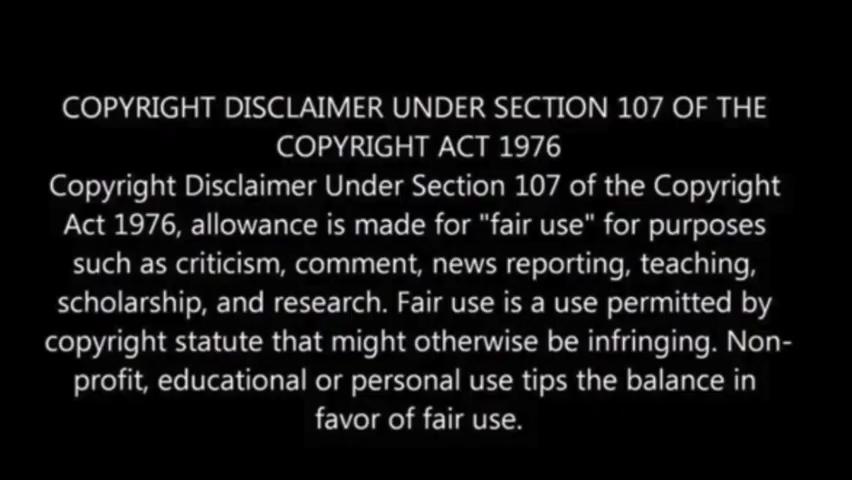 COPYRIGHT DISCLAIMER UNDER SECTION 107 OF THE
COPYRIGHT ACT 1976
Copyright Disclaimer Under Section 107 of the Copyright
Act 1976, allowance is made for "fair use" for purposes
such as criticism, comment, news reporting, teaching,
scholarship, and research. Fair use is a use permitted by
copyright statute that might otherwise be infringing. Non-
profit, educational or personal use tips the balance in
favor of fair use.